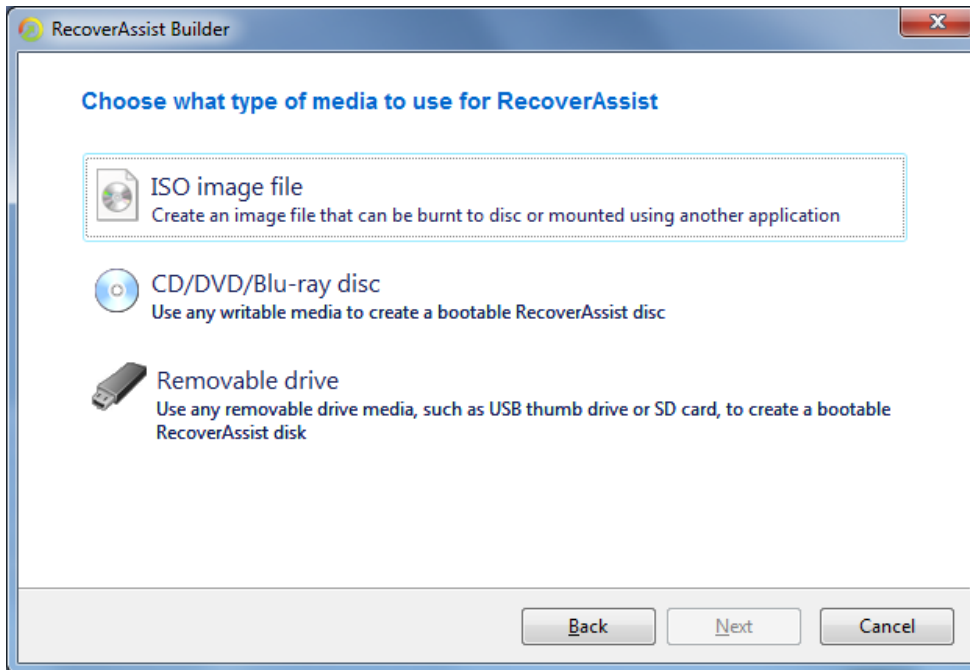 RecoverAssist Builder
Choose what type of media to use for RecoverAssist
ISO image file
Create an image file that can be burnt to disc or mounted using another application
CD/DVD/Blu-ray disc
Use any writable media to create a bootable RecoverAssist disc
Removable drive
Use any removable drive media, such as USB thumb drive or SD card, to create a bootable
RecoverAssist disk
Back Next Cancel